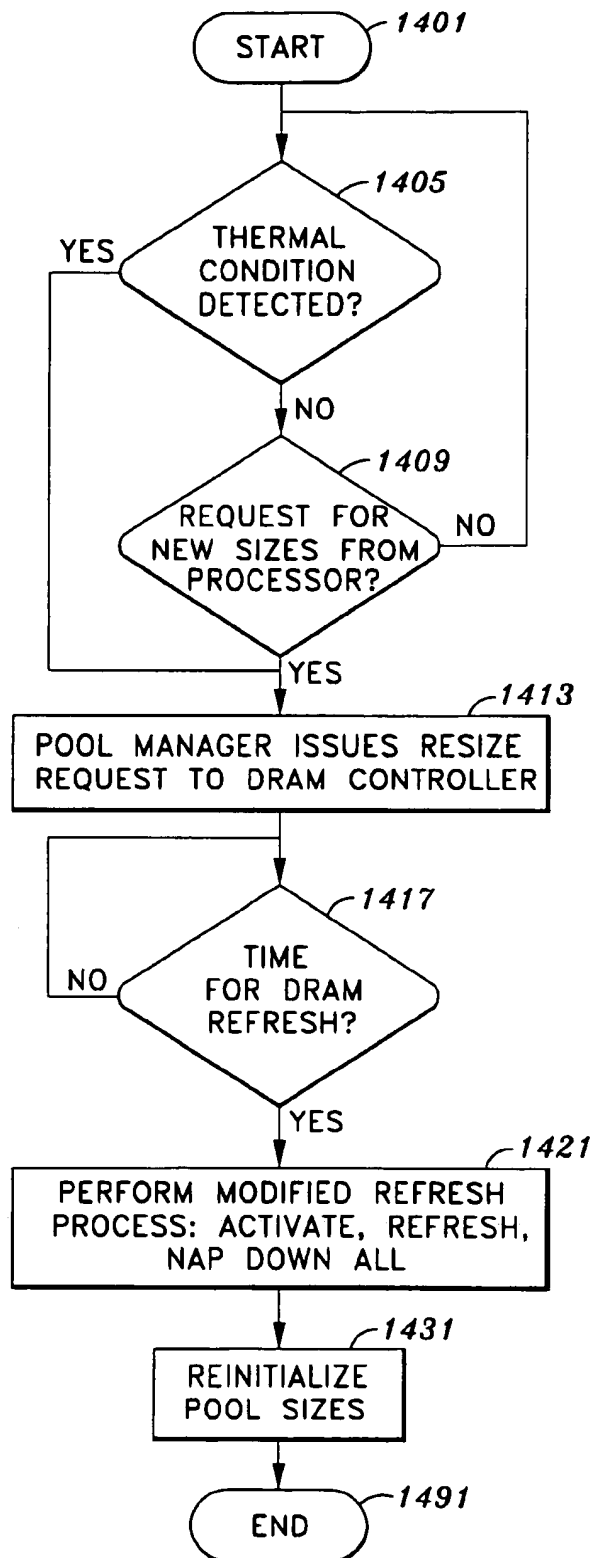 START
1401
1405
YES
THERMAL
CONDITION
DETECTED?
NO
1409
REQUEST FOR
NEW SIZES FROM
PROCESSOR?
NO
YES
1413
POOL MANAGER ISSUES RESIZE
REQUEST TO DRAM CONTROLLER
1417
TIME
FOR DRAM
REFRESH?
NO
YES
1421
PERFORM MODIFIED REFRESH
PROCESS: ACTIVATE, REFRESH,
NAP DOWN ALL
1431
REINITIALIZE
POOL SIZES
1491
END